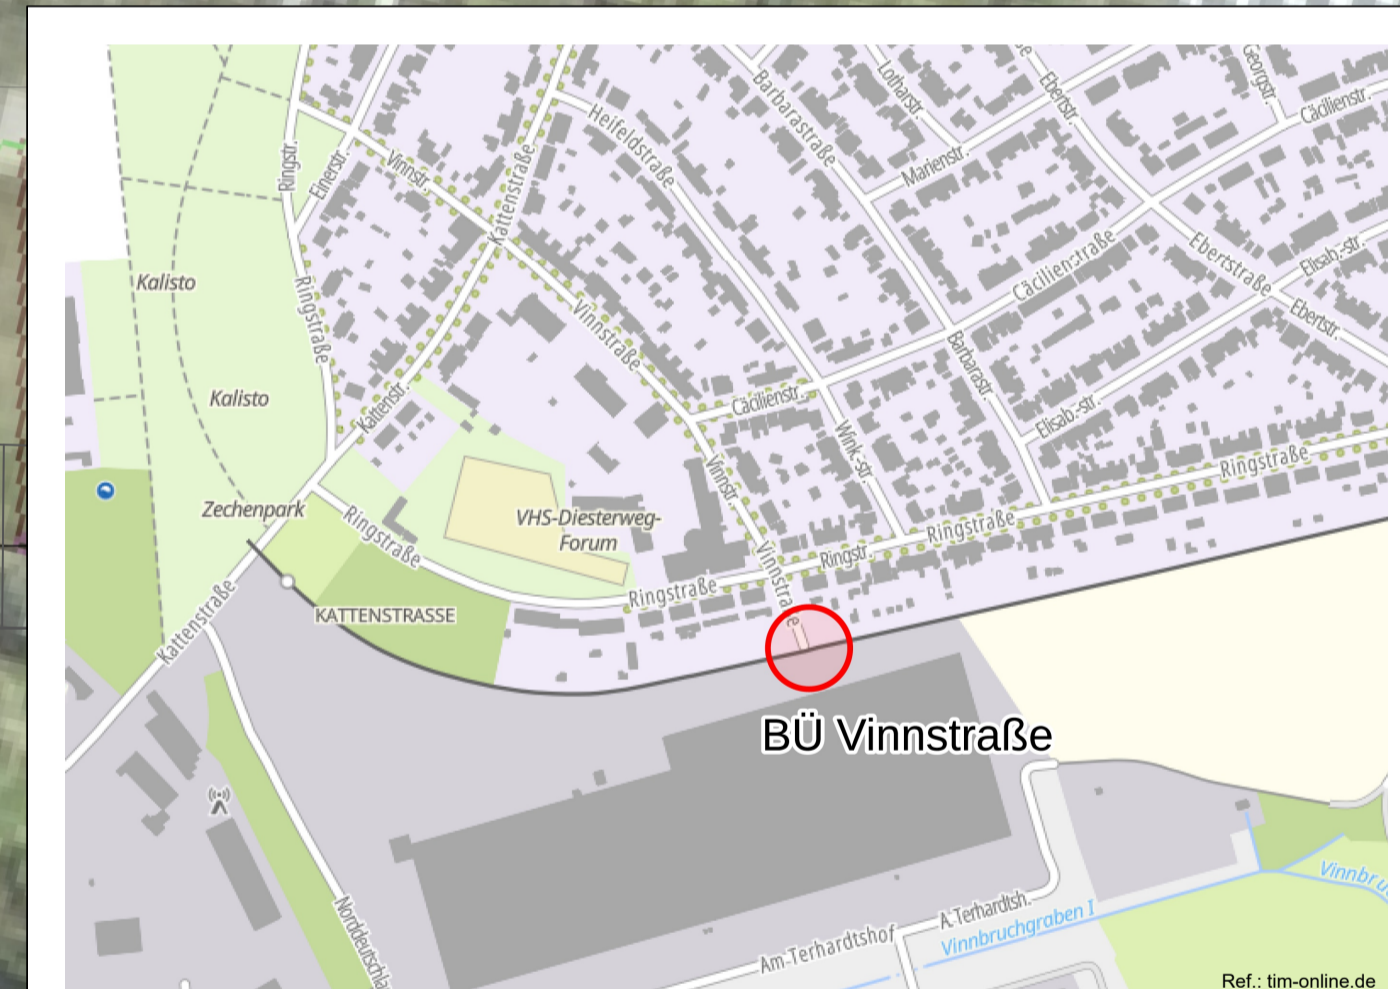 Ringstr.
Einerstr.
Vinnstr.
Kattenstraße
Heifeldstraße
Barbarastraße
Lotharstr.
Ebertstr.
Georgstr.
Cäcilienstr.
Marienstr.
Kalisto
Ringstraße
Vinnstraße
Cäcilienstraße
Ebertstraße
Elisab.-str.
Ebertstr.
Kalisto
Kattenstr.
Cäcilienstr.
Barbarastr.
Elisab.-str.
Wink.-str.
Vinnstr.
Ringstraße
Zechenpark
Ringstraße
VHS-Diesterweg-
Forum
Ringstraße
Ringstr.
Vinnstraße
Ringstraße
Kattenstraße
KATTENSTRASSE
BÜ Vinnstraße
A.Terhardtsh.
Am-Terhardtshof
Vinnbruchgraben I
Ref.: tim-online.de